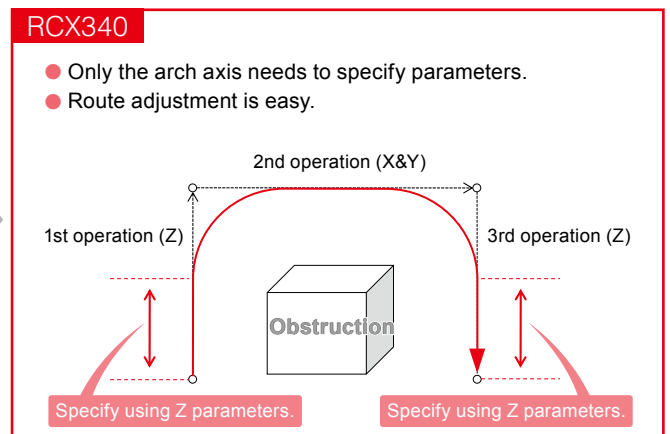 RCX340
Only the arch axis needs to specify parameters.
Route adjustment is easy.
2nd operation (X&Y)
1st operation (Z)
3rd operation (Z)
Obstruction
Specify using Z parameters.
Specify using Z parameters.